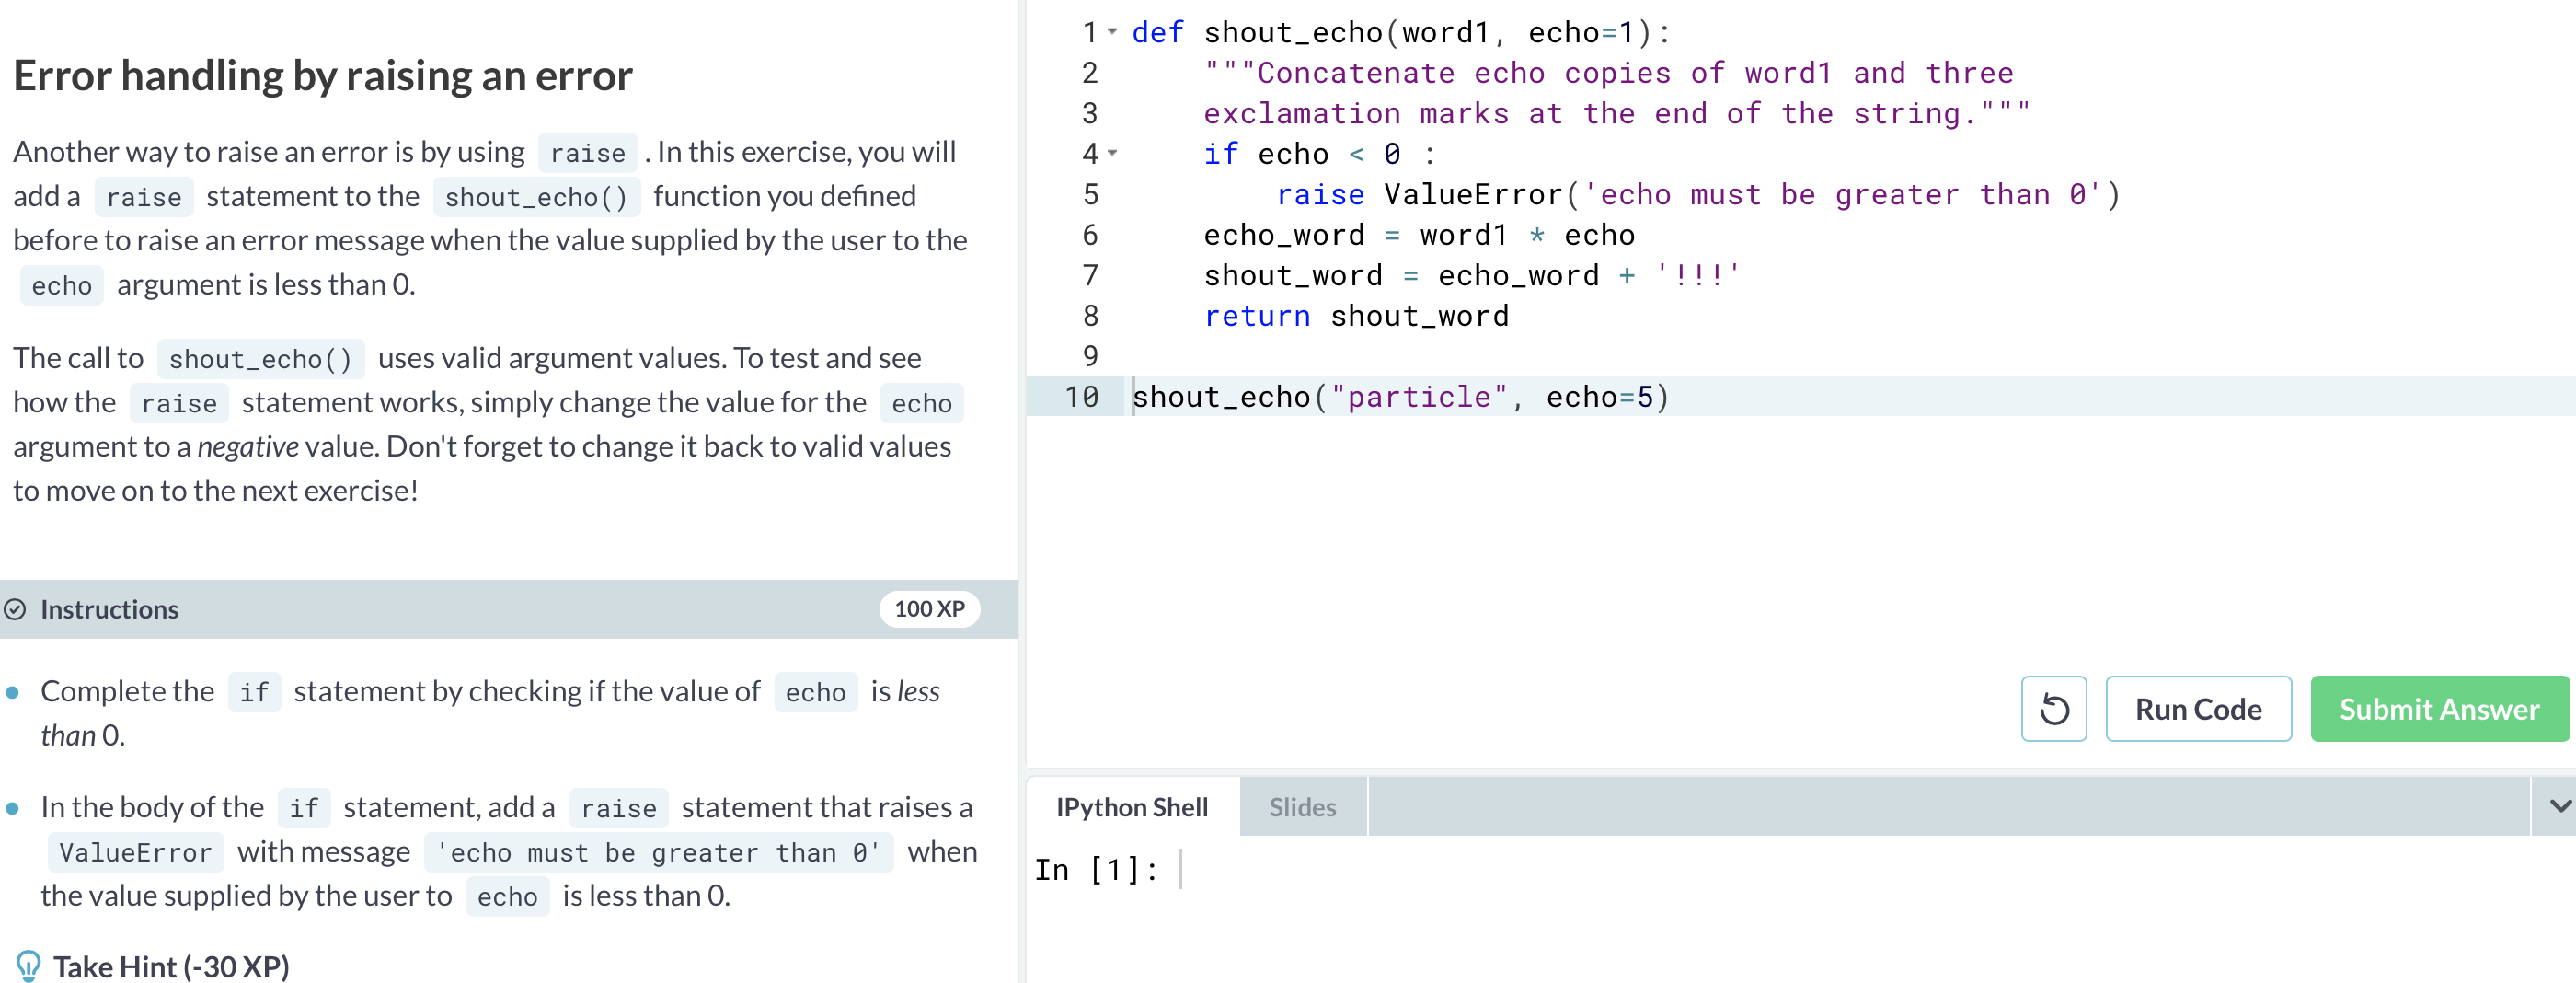 Error handling by raising an error
Another way to raise an error is by using raise . In this exercise, you will
add a raise statement to the shout_echo() function you defined
before to raise an error message when the value supplied by the user to the
echo argument is less than 0.
The call to shout_echo() uses valid argument values. To test and see
how the raise statement works, simply change the value for the echo
argument to a negative value. Don't forget to change it back to valid values
to move on to the next exercise!
Instructions
100 XP
Complete the if statement by checking if the value of echo is less
than 0.
In the body of the if statement, add a raise statement that raises a
ValueError with message 'echo must be greater than 0' when
the value supplied by the user to echo is less than 0.
Take Hint (-30 XP)
1 def shout_echo(word1, echo=1):
2     """Concatenate echo copies of word1 and three
3     exclamation marks at the end of the string."""
4     if echo < 0 :
5         raise ValueError('echo must be greater than 0')
6     echo_word = word1 * echo
7     shout_word = echo_word + '!!!'
8     return shout_word
9
10 shout_echo("particle", echo=5)
Run Code
Submit Answer
IPython Shell
Slides
In [1]: